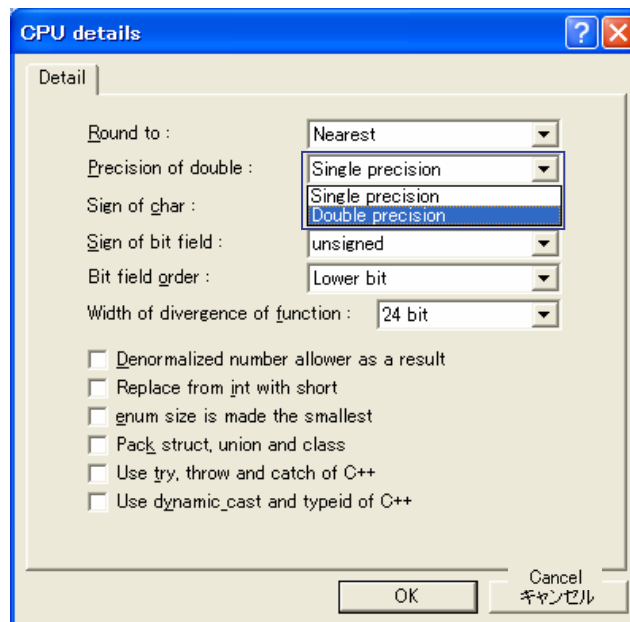 CPU details
Detail
Round to : Nearest
Precision of double : Single precision
Single precision
Sign of char : Double precision
Sign of bit field : unsigned
Bit field order : Lower bit
Width of divergence of function : 24 bit
Denormalized number allower as a result
Replace from int with short
enum size is made the smallest
Pack struct, union and class
Use try, throw and catch of C++
Use dynamic_cast and typeid of C++
OK
Cancel
キャンセル